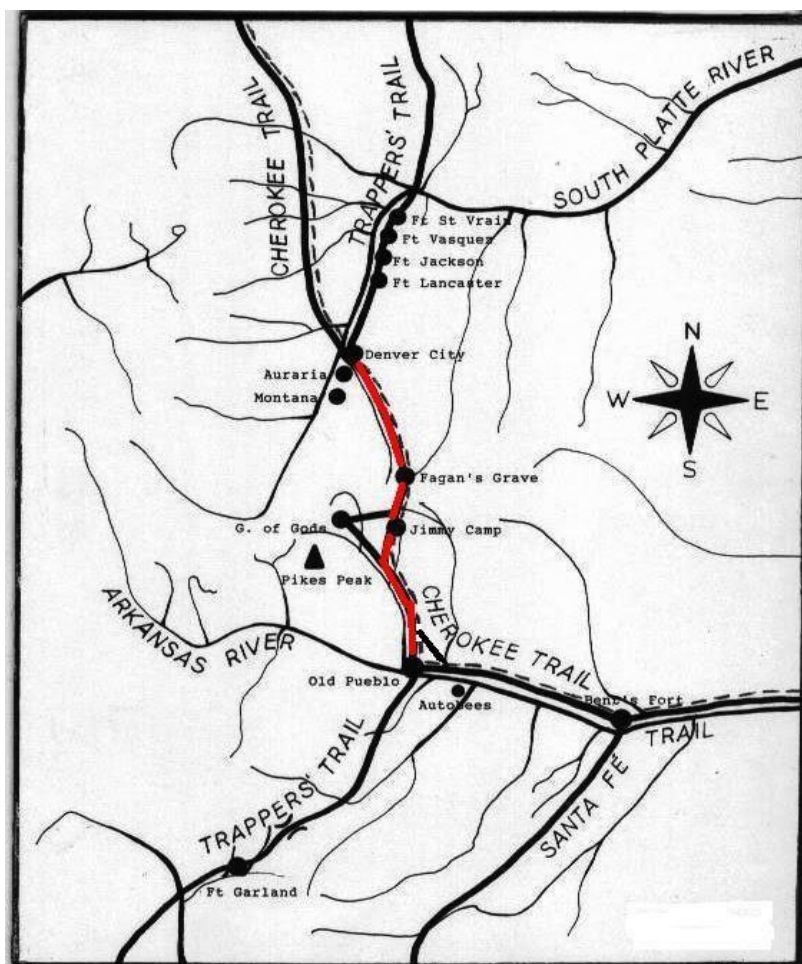 CHEROKEE TRAIL
TRAPPERS' TRAIL
SOUTH PLATTE RIVER
Ft St Vrain
Ft Vasquez
Ft Jackson
Ft Lancaster
Denver City
Auraria
Montana
N
W
E
S
Fagan's Grave
G. of Gods
Jimmy Camp
Pikes Peak
ARKANSAS RIVER
CHEROKEE TRAIL
Old Pueblo
Autobees
Bent's Fort
TRAIL
SANTA FE
TRAPPERS' TRAIL
Ft Garland